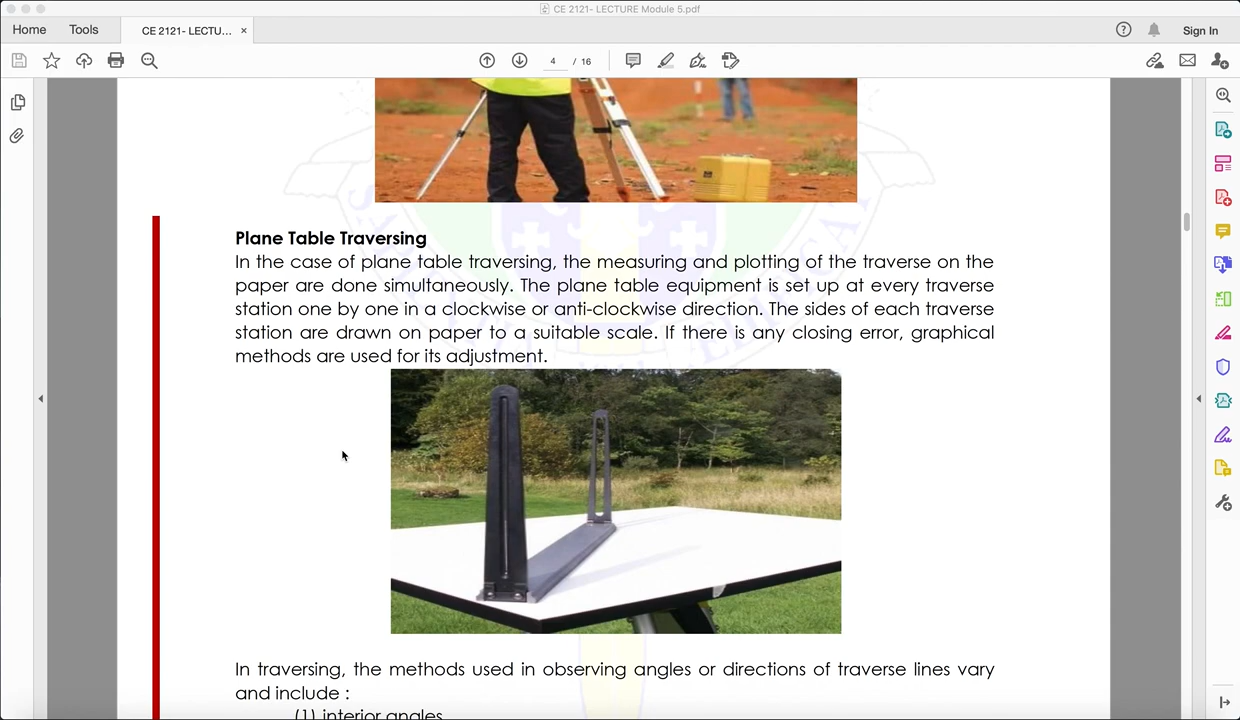 CE 2121- LECTURE Module 5.pdf
Home Tools CE 2121- LECTU... × Sign In
4 / 16
Plane Table Traversing
In the case of plane table traversing, the measuring and plotting of the traverse on the
paper are done simultaneously. The plane table equipment is set up at every traverse
station one by one in a clockwise or anti-clockwise direction. The sides of each traverse
station are drawn on paper to a suitable scale. If there is any closing error, graphical
methods are used for its adjustment.
In traversing, the methods used in observing angles or directions of traverse lines vary
and include :
(1) interior angles